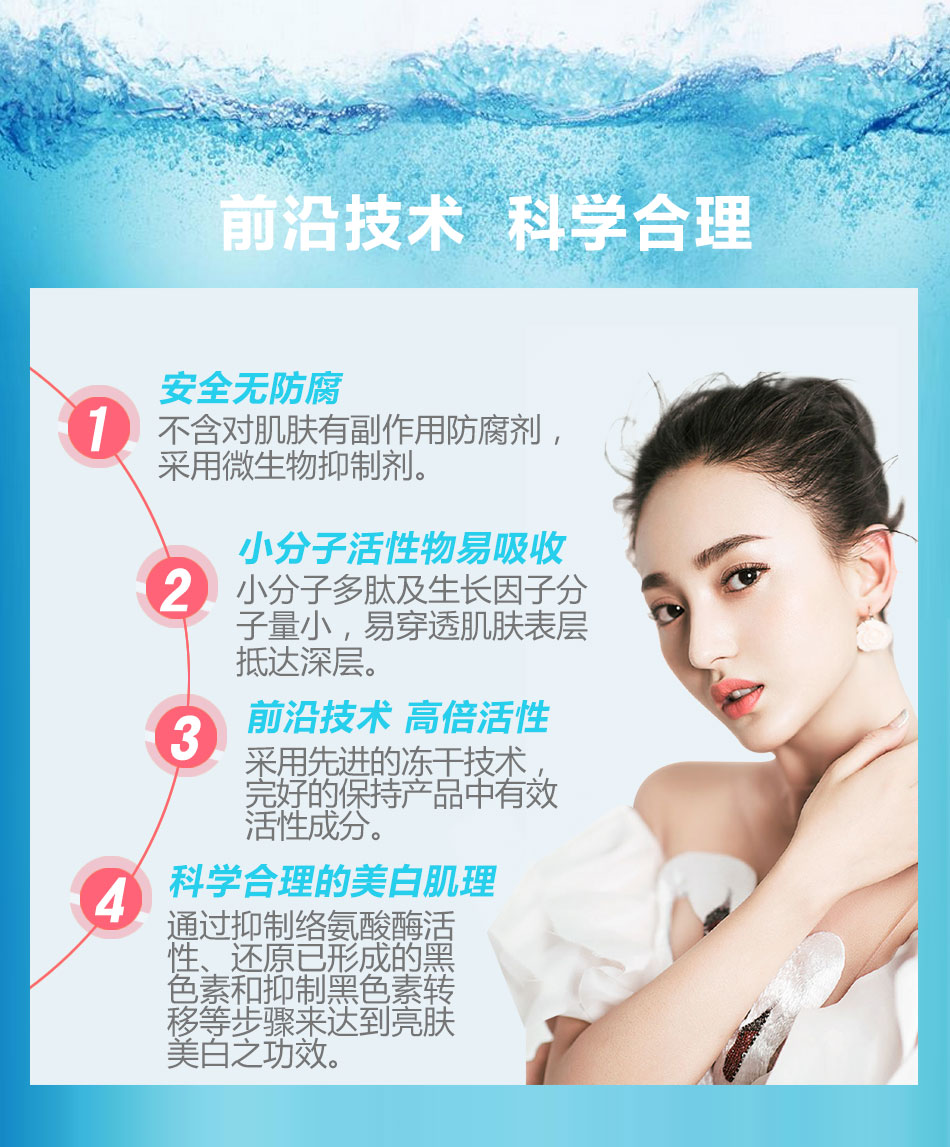 前沿技术 科学合理
1
安全无防腐
不含对肌肤有副作用防腐剂，
采用微生物抑制剂。
2
小分子活性物易吸收
小分子多肽及生长因子分
子量小，易穿透肌肤表层
抵达深层。
3
前沿技术 高倍活性
采用先进的冻干技术，
完好的保持产品中有效
活性成分。
4
科学合理的美白肌理
通过抑制络氨酸酶活
性、还原已形成的黑
色素和抑制黑色素转
移等步骤来达到亮肤
美白之功效。